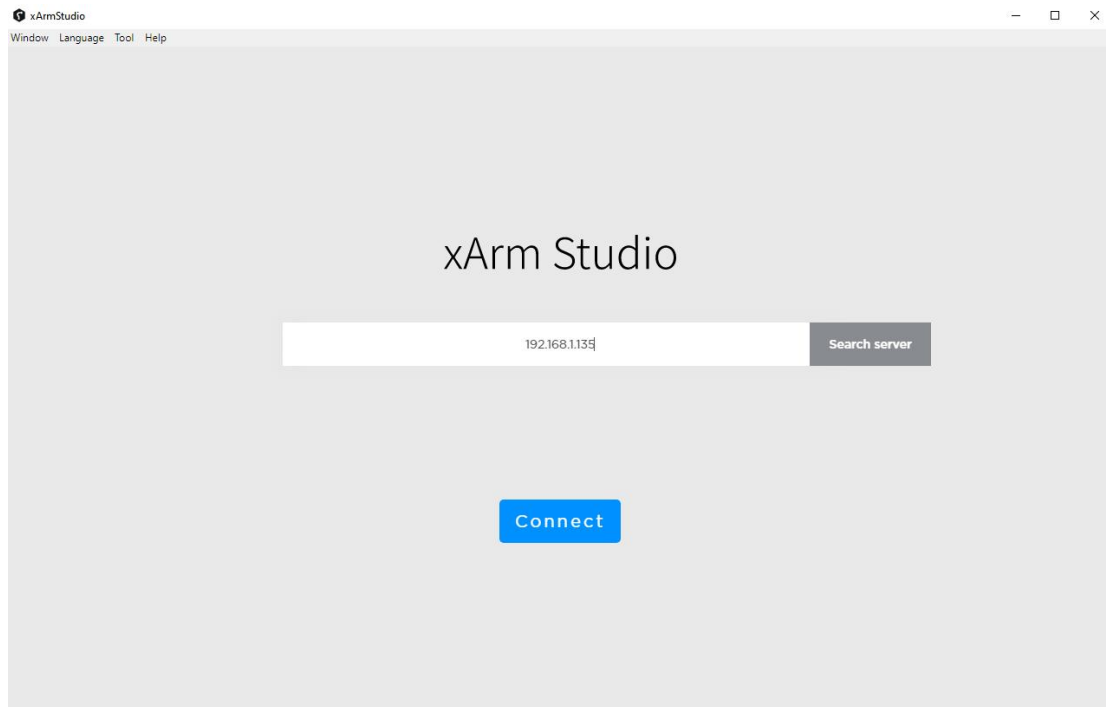 xArmStudio
Window Language Tool Help
xArm Studio
192.168.1.135
Search server
Connect